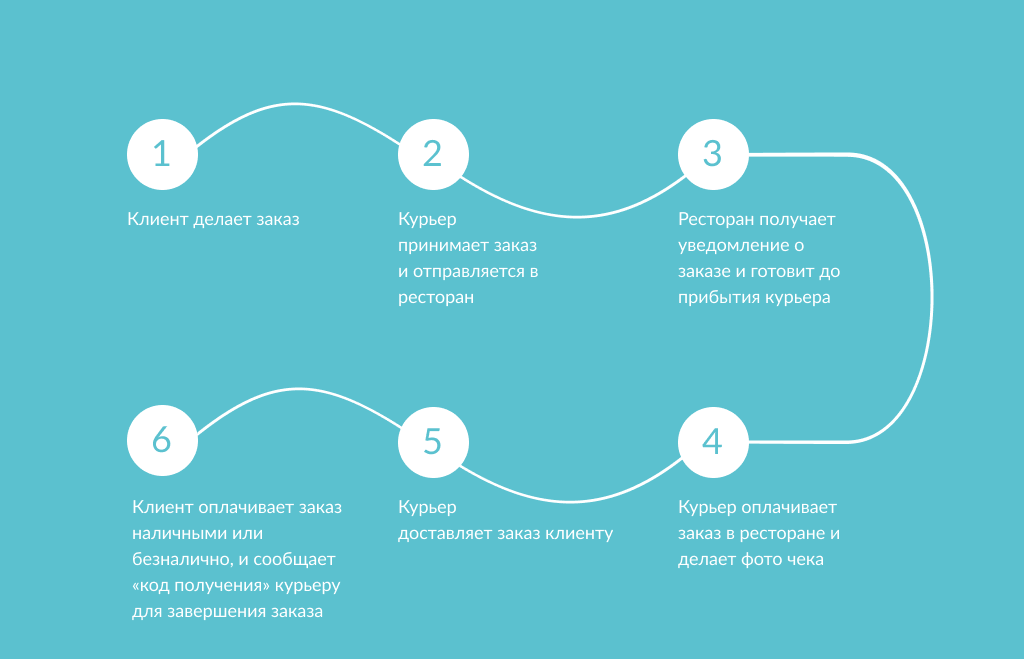 1
Клиент делает заказ
2
Курьер
принимает заказ
и отправляется в
ресторан
3
Ресторан получает
уведомление о
заказе и готовит до
прибытия курьера
4
Курьер оплачивает
заказ в ресторане и
делает фото чека
5
Курьер
доставляет заказ клиенту
6
Клиент оплачивает заказ
наличными или
безналично, и сообщает
«код получения» курьеру
для завершения заказа